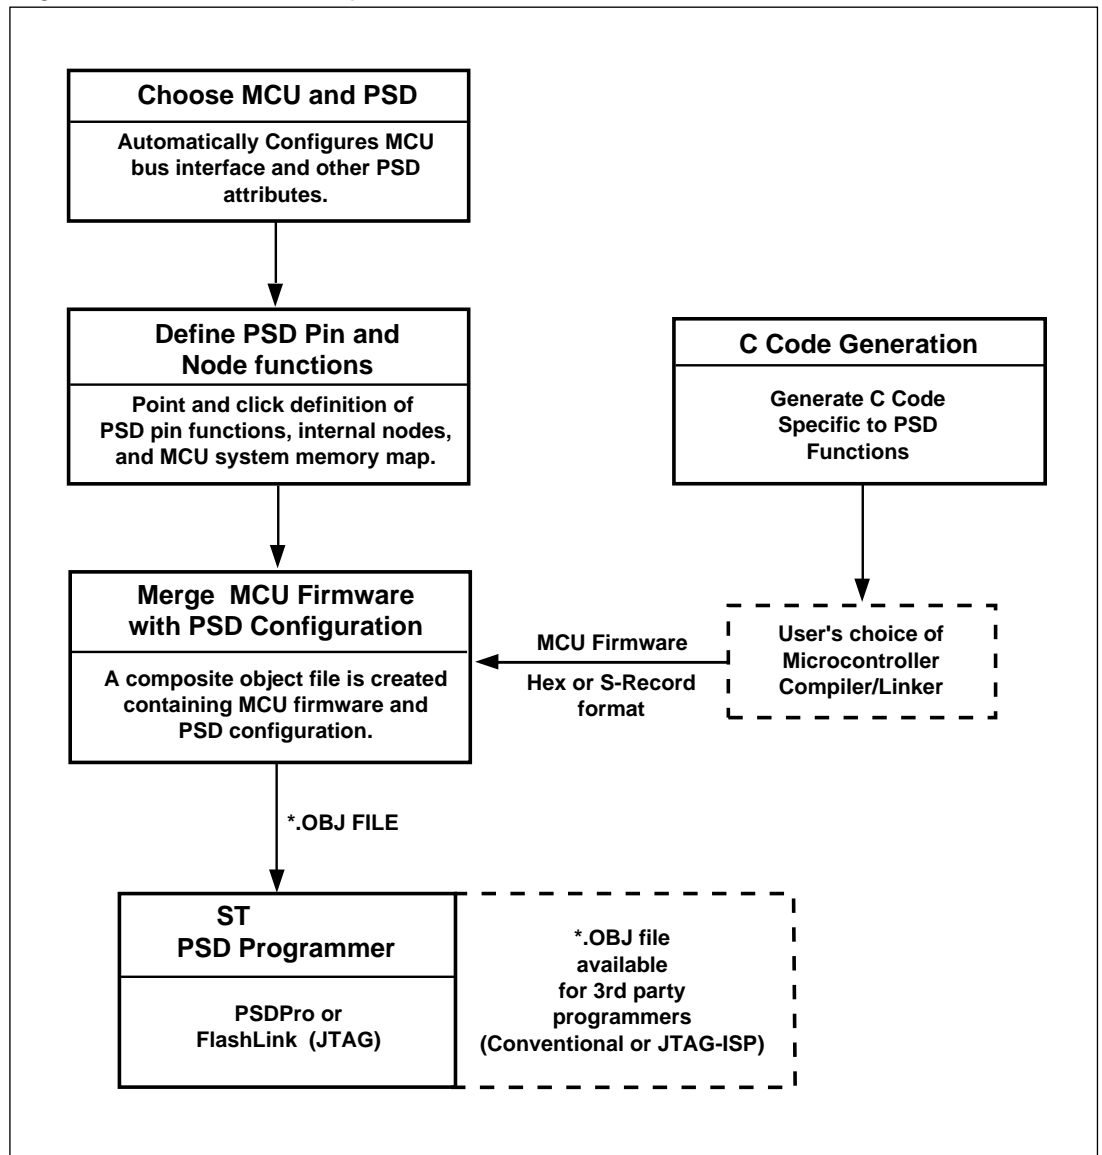 Choose MCU and PSD
Automatically Configures MCU
bus interface and other PSD
attributes.
Define PSD Pin and
Node functions
Point and click definition of
PSD pin functions, internal nodes,
and MCU system memory map.
C Code Generation
Generate C Code
Specific to PSD
Functions
Merge MCU Firmware
with PSD Configuration
A composite object file is created
containing MCU firmware and
PSD configuration.
MCU Firmware
Hex or S-Record
format
User's choice of
Microcontroller
Compiler/Linker
*.OBJ FILE
ST
PSD Programmer
PSDPro or
FlashLink (JTAG)
*.OBJ file
available
for 3rd party
programmers
(Conventional or JTAG-ISP)